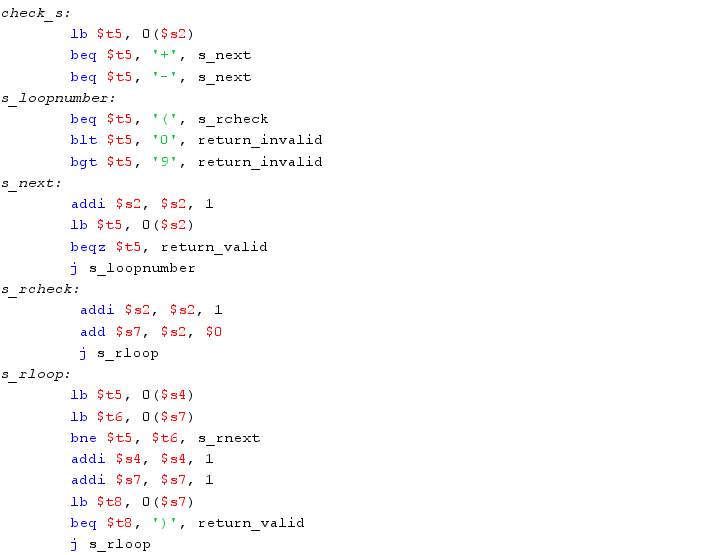 check_s:
lb $t5, 0($s2)
beq $t5, '+', s_next
beq $t5, '-', s_next
s_loopnumber:
beq $t5, '(', s_rcheck
blt $t5, '0', return_invalid
bgt $t5, '9', return_invalid
s_next:
addi $s2, $s2, 1
lb $t5, 0($s2)
beqz $t5, return_valid
j s_loopnumber
s_rcheck:
addi $s2, $s2, 1
add $s7, $s2, $0
j s_rloop
s_rloop:
lb $t5, 0($s4)
lb $t6, 0($s7)
bne $t5, $t6, s_rnext
addi $s4, $s4, 1
addi $s7, $s7, 1
lb $t8, 0($s7)
beq $t8, ')', return_valid
j s_rloop